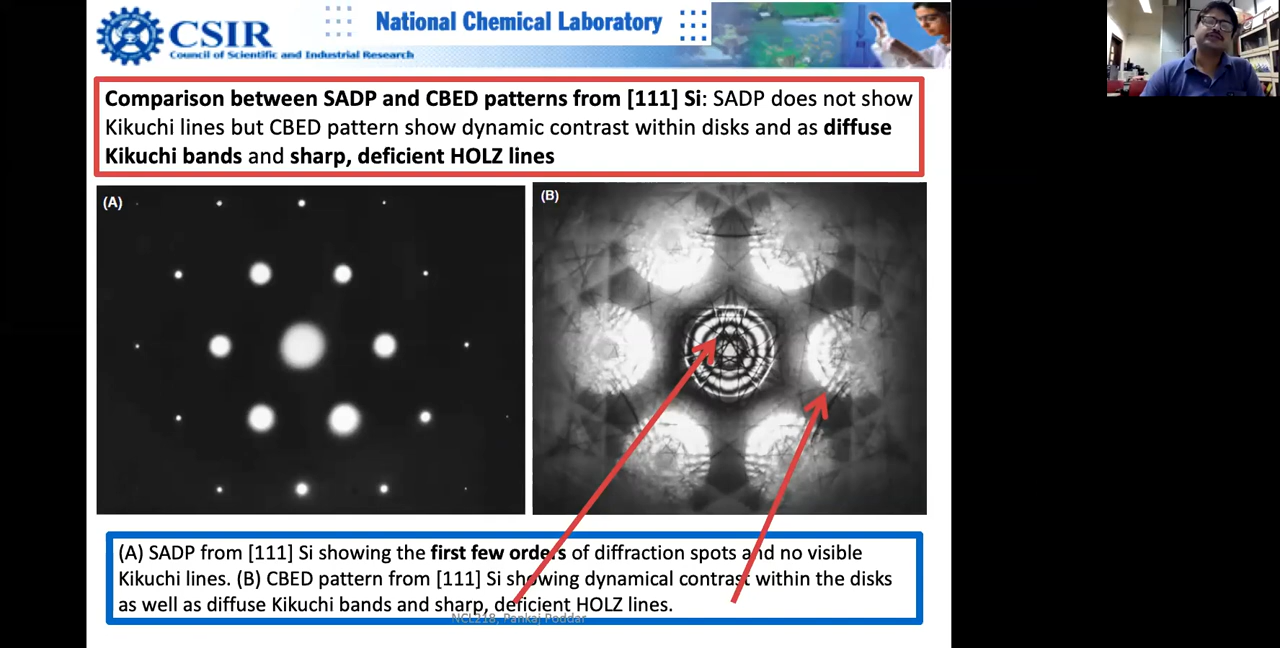 CSIR
Council of Scientific and Industrial Research
National Chemical Laboratory
Comparison between SADP and CBED patterns from [111] Si: SADP does not show
Kikuchi lines but CBED pattern show dynamic contrast within disks and as diffuse
Kikuchi bands and sharp, deficient HOLZ lines
(A)
(B)
(A) SADP from [111] Si showing the first few orders of diffraction spots and no visible
Kikuchi lines. (B) CBED pattern from [111] Si showing dynamical contrast within the disks
as well as diffuse Kikuchi bands and sharp, deficient HOLZ lines.
NCL218, Pankaj Poddar